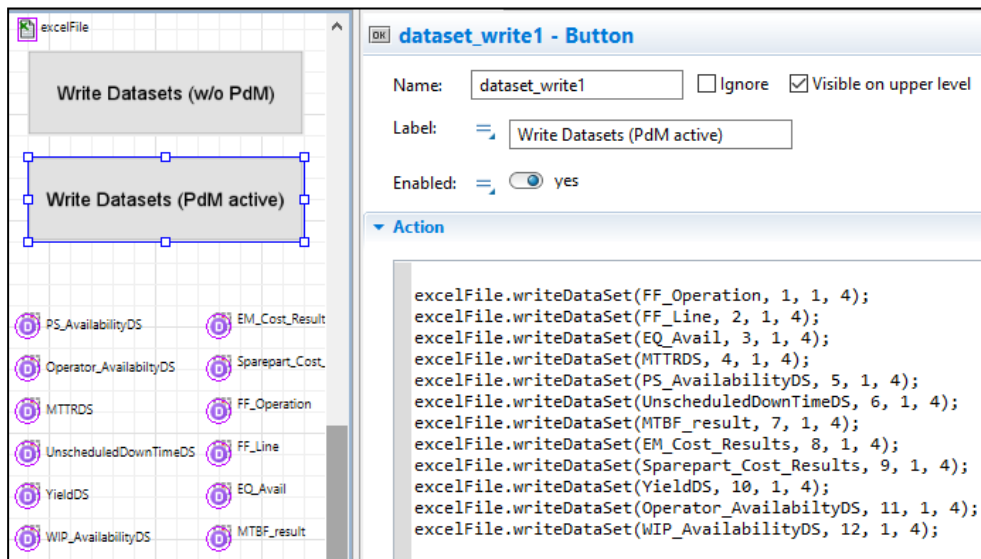 excelFile
Write Datasets (w/o PdM)
Write Datasets (PdM active)
PS_AvailabilityDS
EM_Cost_Result
Operator_AvailabiltyDS
Sparepart_Cost_
MTTRDS
FF_Operation
UnscheduledDownTimeDS
FF_Line
YieldDS
EQ_Avail
WIP_AvailabilityDS
MTBF_result
OK dataset_write1 - Button
Name: dataset_write1 Ignore Visible on upper level
Label: Write Datasets (PdM active)
Enabled: yes
Action
excelFile.writeDataSet(FF_Operation, 1, 1, 4);
excelFile.writeDataSet(FF_Line, 2, 1, 4);
excelFile.writeDataSet(EQ_Avail, 3, 1, 4);
excelFile.writeDataSet(MTTRDS, 4, 1, 4);
excelFile.writeDataSet(PS_AvailabilityDS, 5, 1, 4);
excelFile.writeDataSet(UnscheduledDownTimeDS, 6, 1, 4);
excelFile.writeDataSet(MTBF_result, 7, 1, 4);
excelFile.writeDataSet(EM_Cost_Results, 8, 1, 4);
excelFile.writeDataSet(Sparepart_Cost_Results, 9, 1, 4);
excelFile.writeDataSet(YieldDS, 10, 1, 4);
excelFile.writeDataSet(Operator_AvailabiltyDS, 11, 1, 4);
excelFile.writeDataSet(WIP_AvailabilityDS, 12, 1, 4);